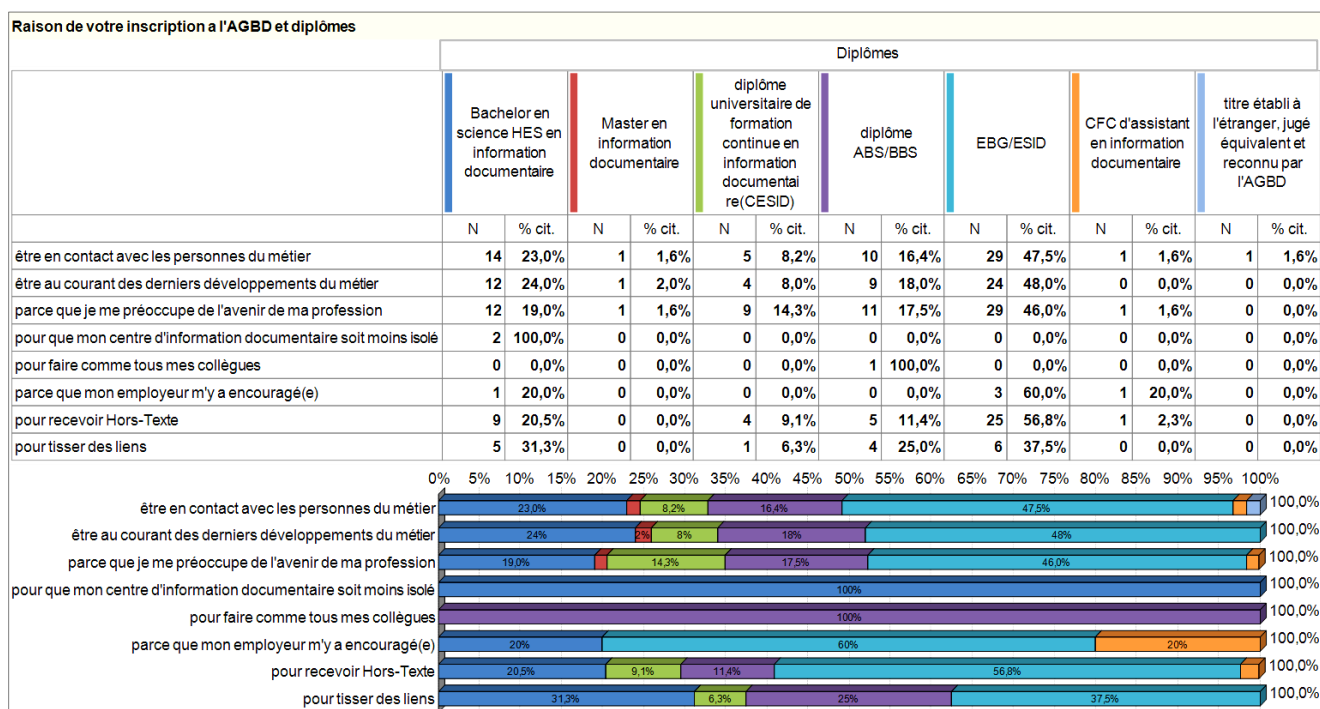 Raison de votre inscription a l'AGBD et diplômes
Diplômes
Bachelor en
science HES en
information
documentaire
Master en
information
documentaire
diplôme
universitaire de
formation
continue en
information
documentai
re(CESID)
diplôme
ABS/BBS
EBG/ESID
CFC d'assistant
en information
documentaire
titre établi à
l'étranger, jugé
équivalent et
reconnu par
l'AGBD
N % cit. N % cit. N % cit. N % cit. N % cit. N % cit. N % cit.
être en contact avec les personnes du métier 14 23,0% 1 1,6% 5 8,2% 10 16,4% 29 47,5% 1 1,6% 1 1,6%
être au courant des derniers développements du métier 12 24,0% 1 2,0% 4 8,0% 9 18,0% 24 48,0% 0 0,0% 0 0,0%
parce que je me préoccupe de l'avenir de ma profession 12 19,0% 1 1,6% 9 14,3% 11 17,5% 29 46,0% 1 1,6% 0 0,0%
pour que mon centre d'information documentaire soit moins isolé 2 100,0% 0 0,0% 0 0,0% 0 0,0% 0 0,0% 0 0,0% 0 0,0%
pour faire comme tous mes collègues 0 0,0% 0 0,0% 0 0,0% 1 100,0% 0 0,0% 0 0,0% 0 0,0%
parce que mon employeur m'y a encouragé(e) 1 20,0% 0 0,0% 0 0,0% 0 0,0% 3 60,0% 1 20,0% 0 0,0%
pour recevoir Hors-Texte 9 20,5% 0 0,0% 4 9,1% 5 11,4% 25 56,8% 1 2,3% 0 0,0%
pour tisser des liens 5 31,3% 0 0,0% 1 6,3% 4 25,0% 6 37,5% 0 0,0% 0 0,0%
0% 5% 10% 15% 20% 25% 30% 35% 40% 45% 50% 55% 60% 65% 70% 75% 80% 85% 90% 95% 100%
être en contact avec les personnes du métier 23,0% 8,2% 16,4% 47,5% 100,0%
être au courant des derniers développements du métier 24% 2% 8% 18% 48% 100,0%
parce que je me préoccupe de l'avenir de ma profession 19,0% 14,3% 17,5% 46,0% 100,0%
pour que mon centre d'information documentaire soit moins isolé 100% 100,0%
pour faire comme tous mes collègues 100% 100,0%
parce que mon employeur m'y a encouragé(e) 20% 60% 20% 100,0%
pour recevoir Hors-Texte 20,5% 9,1% 11,4% 56,8% 100,0%
pour tisser des liens 31,3% 6,3% 25% 37,5% 100,0%